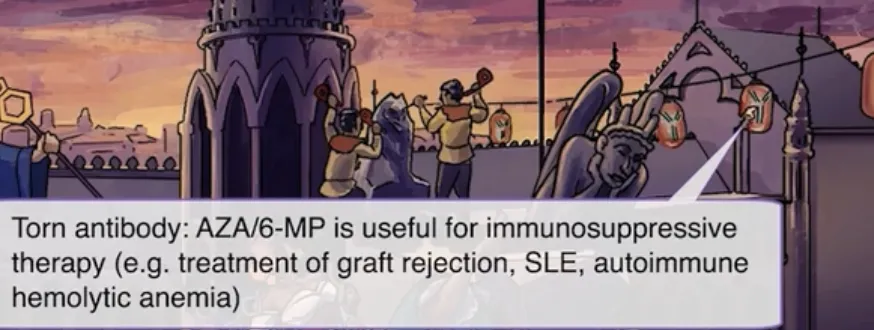 Torn antibody: AZA/6-MP is useful for immunosuppressive
therapy (e.g. treatment of graft rejection, SLE, autoimmune
hemolytic anemia)